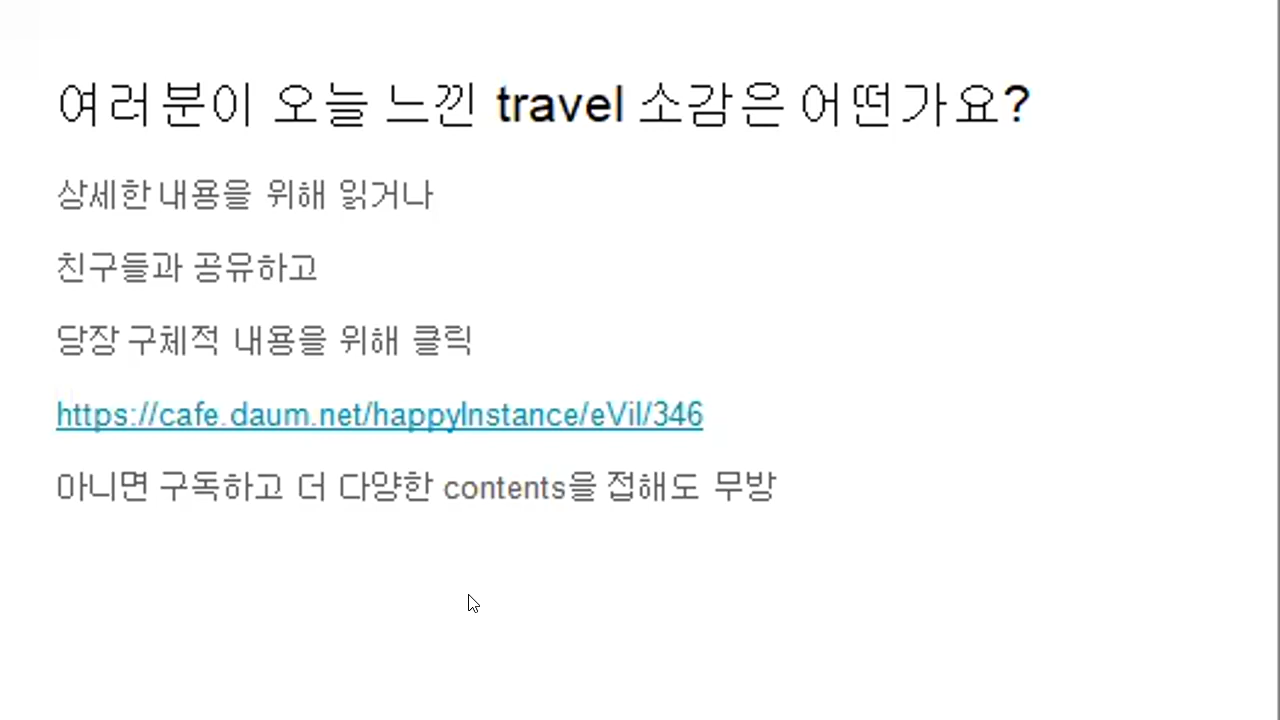 여러분이 오늘 느낀 travel 소감은 어떤가요?
상세한 내용을 위해 읽거나
친구들과 공유하고
당장 구체적 내용을 위해 클릭
https://cafe.daum.net/happyInstance/eVil/346
아니면 구독하고 더 다양한 contents을 접해도 무방